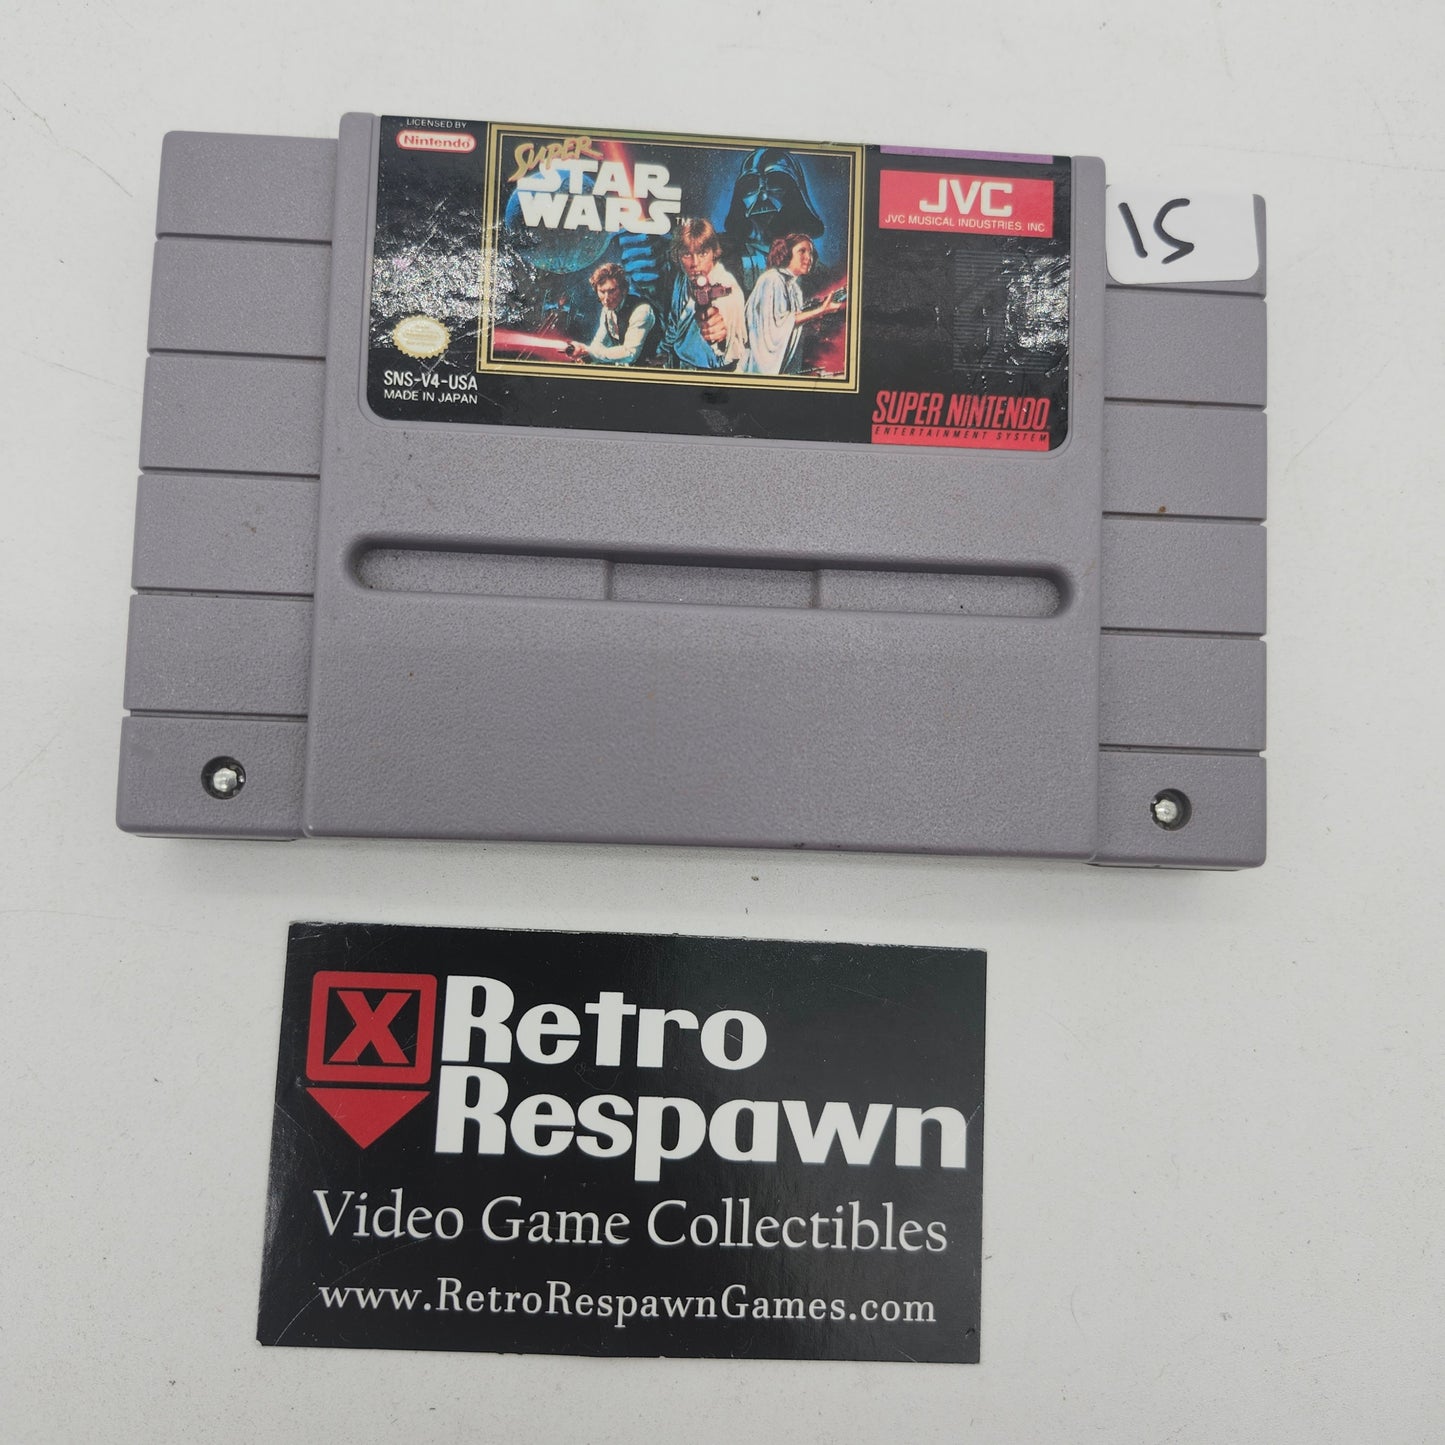 LICENSED BY
Nintendo
SUPER
STAR
WARS™
JVC
JVC MUSICAL INDUSTRIES, INC.
15
SNS-V4-USA
MADE IN JAPAN
SUPER NINTENDO
ENTERTAINMENT SYSTEM
X
Retro
Respawn
Video Game Collectibles
www.RetroRespawnGames.com